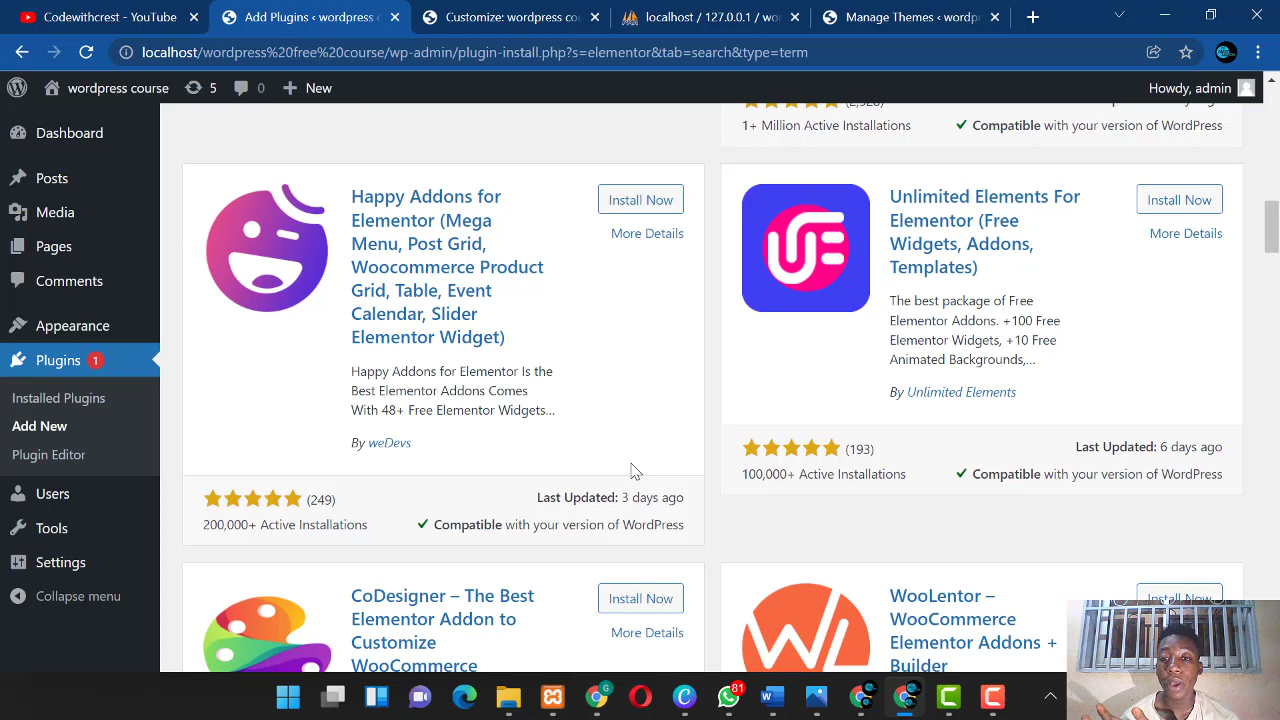 Codewithcrest - YouTube
Add Plugins ‹ wordpress c
Customize: wordpress cou
localhost / 127.0.0.1 / wor
Manage Themes ‹ wordpr
localhost/wordpress%20free%20course/wp-admin/plugin-install.php?s=elementor&tab=search&type=term
wordpress course
5
0
New
Howdy, admin
Dashboard
Posts
Media
Pages
Comments
Appearance
Plugins 1
Installed Plugins
Add New
Plugin Editor
Users
Tools
Settings
Collapse menu
1+ Million Active Installations
Compatible with your version of WordPress
Happy Addons for
Elementor (Mega
Menu, Post Grid,
Woocommerce Product
Grid, Table, Event
Calendar, Slider
Elementor Widget)
Install Now
More Details
Happy Addons for Elementor Is the
Best Elementor Addons Comes
With 48+ Free Elementor Widgets...
By weDevs
(249)
Last Updated: 3 days ago
200,000+ Active Installations
Compatible with your version of WordPress
UE
Unlimited Elements For
Elementor (Free
Widgets, Addons,
Templates)
Install Now
More Details
The best package of Free
Elementor Addons. +100 Free
Elementor Widgets, +10 Free
Animated Backgrounds,...
By Unlimited Elements
(193)
Last Updated: 6 days ago
100,000+ Active Installations
Compatible with your version of WordPress
CoDesigner – The Best
Elementor Addon to
Customize
WooCommerce
Install Now
More Details
WooLentor –
WooCommerce
Elementor Addons +
Builder
Install Now
81